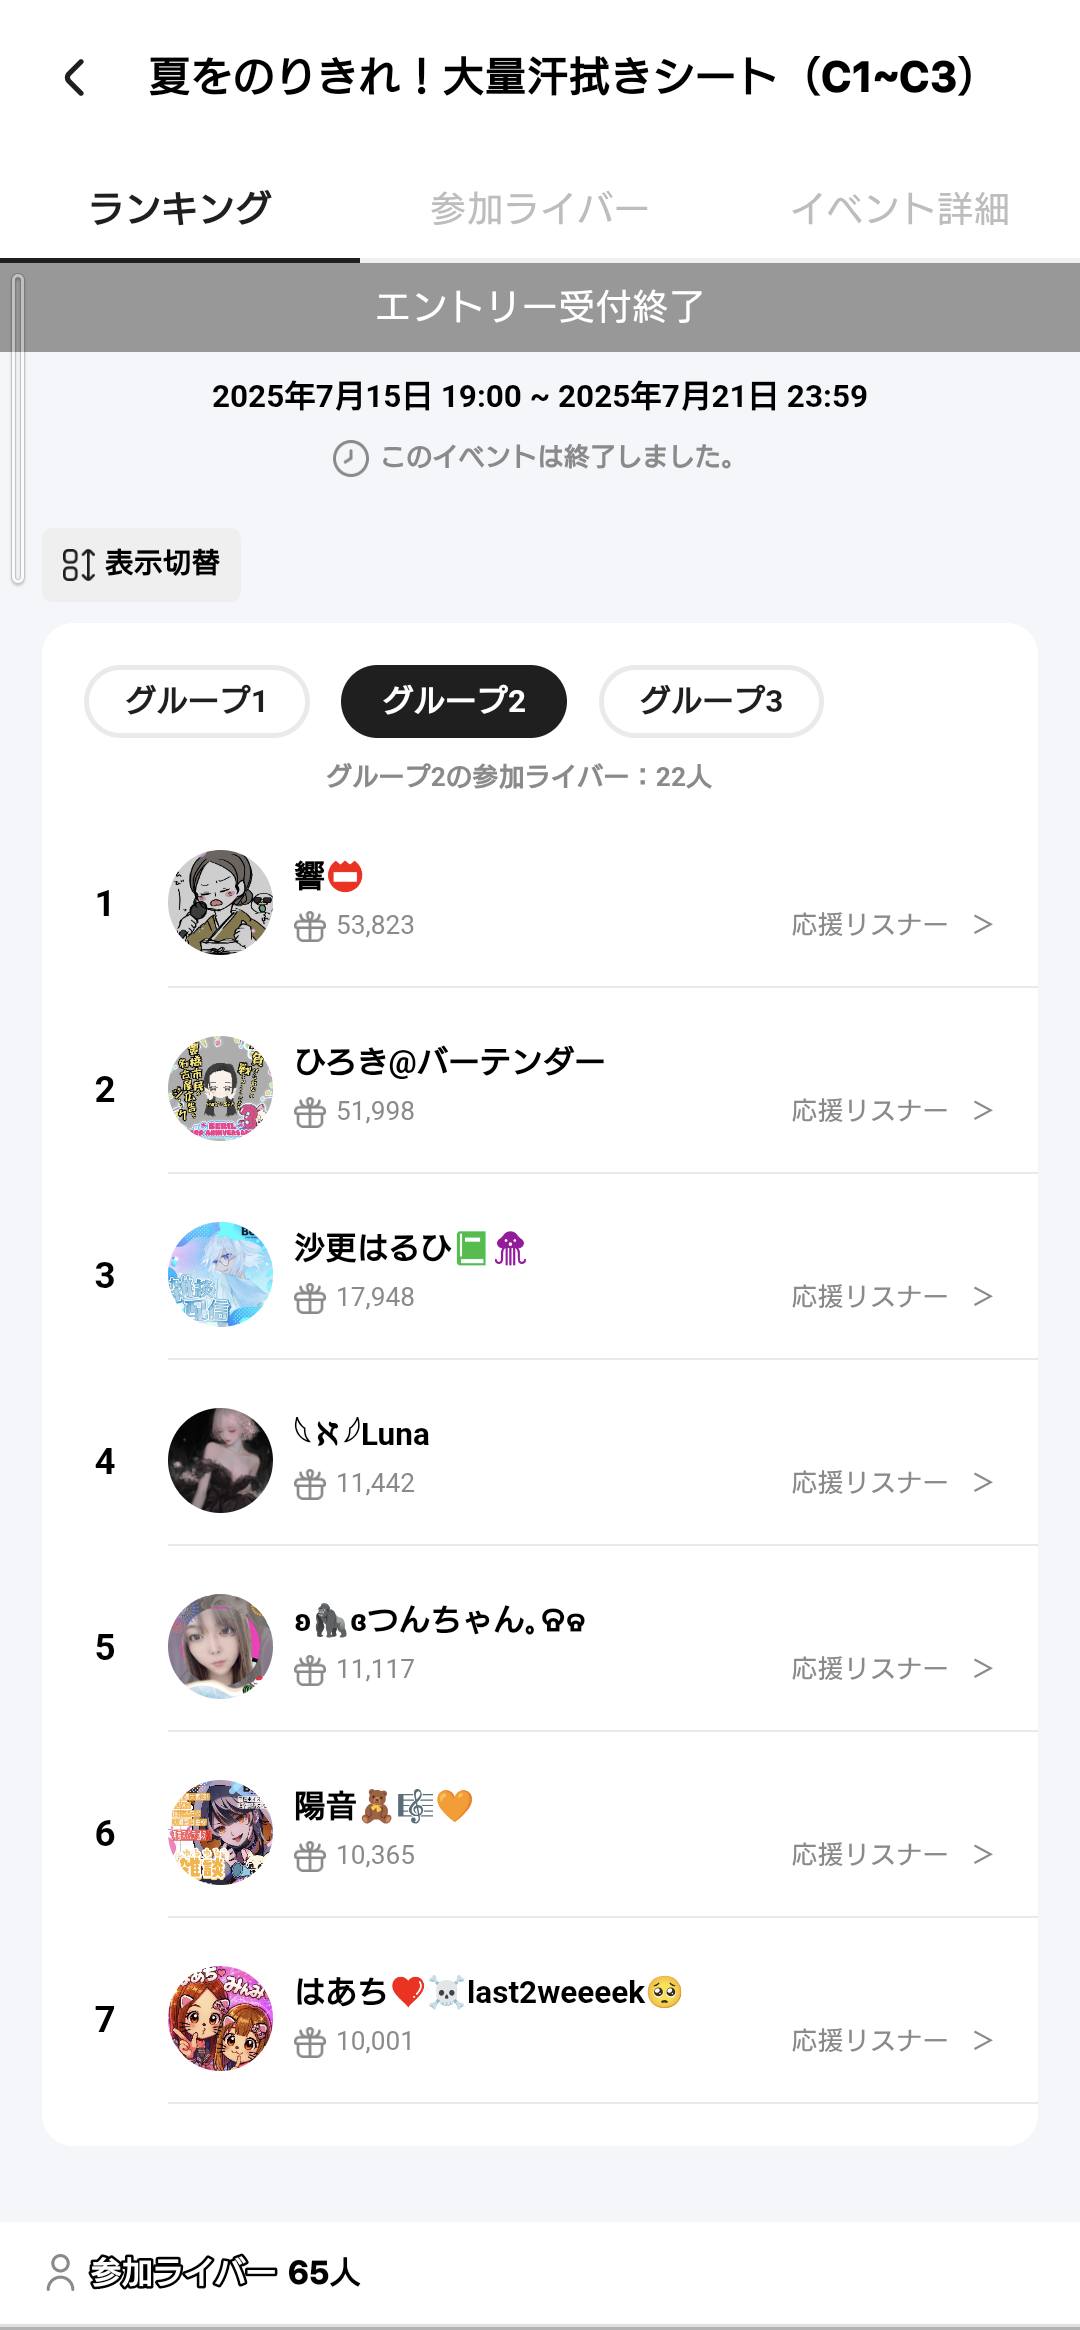 夏をのりきれ！大量汗拭きシート（C1~C3）
ランキング 参加ライバー イベント詳細
エントリー受付終了
2025年7月15日 19:00 ~ 2025年7月21日 23:59
このイベントは終了しました。
表示切替
グループ1 グループ2 グループ3
グループ2の参加ライバー：22人
1
響📛
53,823 応援リスナー >
2
ひろき@バーテンダー
51,998 応援リスナー >
3
沙更はるひ📗🪼
17,948 応援リスナー >
4
𓆩ℵ𓆪Luna
11,442 応援リスナー >
5
ʚ🦍ɞつんちゃん｡ଳଳ
11,117 応援リスナー >
6
陽音🧸🎼🧡
10,365 応援リスナー >
7
はあち❤️☠️last2weeeek🥺
10,001 応援リスナー >
参加ライバー 65人